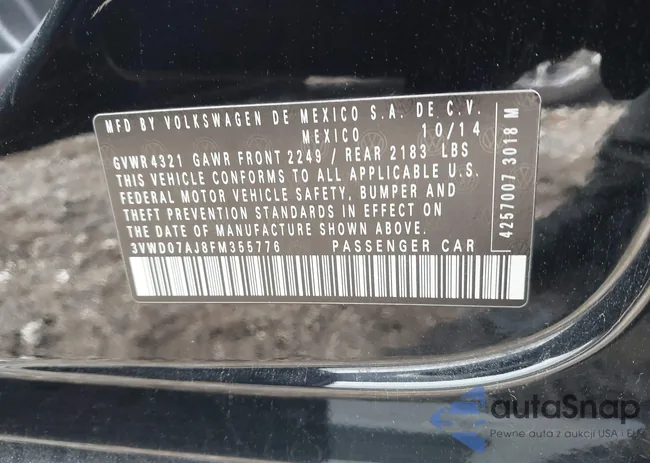 MFD BY VOLKSWAGEN DE MEXICO S.A. DE C.V.
MEXICO 10/14
GVWR4321 GAWR FRONT 2249 / REAR 2183 LBS
THIS VEHICLE CONFORMS TO ALL APPLICABLE U.S.
FEDERAL MOTOR VEHICLE SAFETY, BUMPER AND
THEFT PREVENTION STANDARDS IN EFFECT ON
THE DATE OF MANUFACTURE SHOWN ABOVE.
3VWD07AJ8FM355776 PASSENGER CAR
4257007 3018 M
autoSnap
Pewne auta z aukcji USA i EU